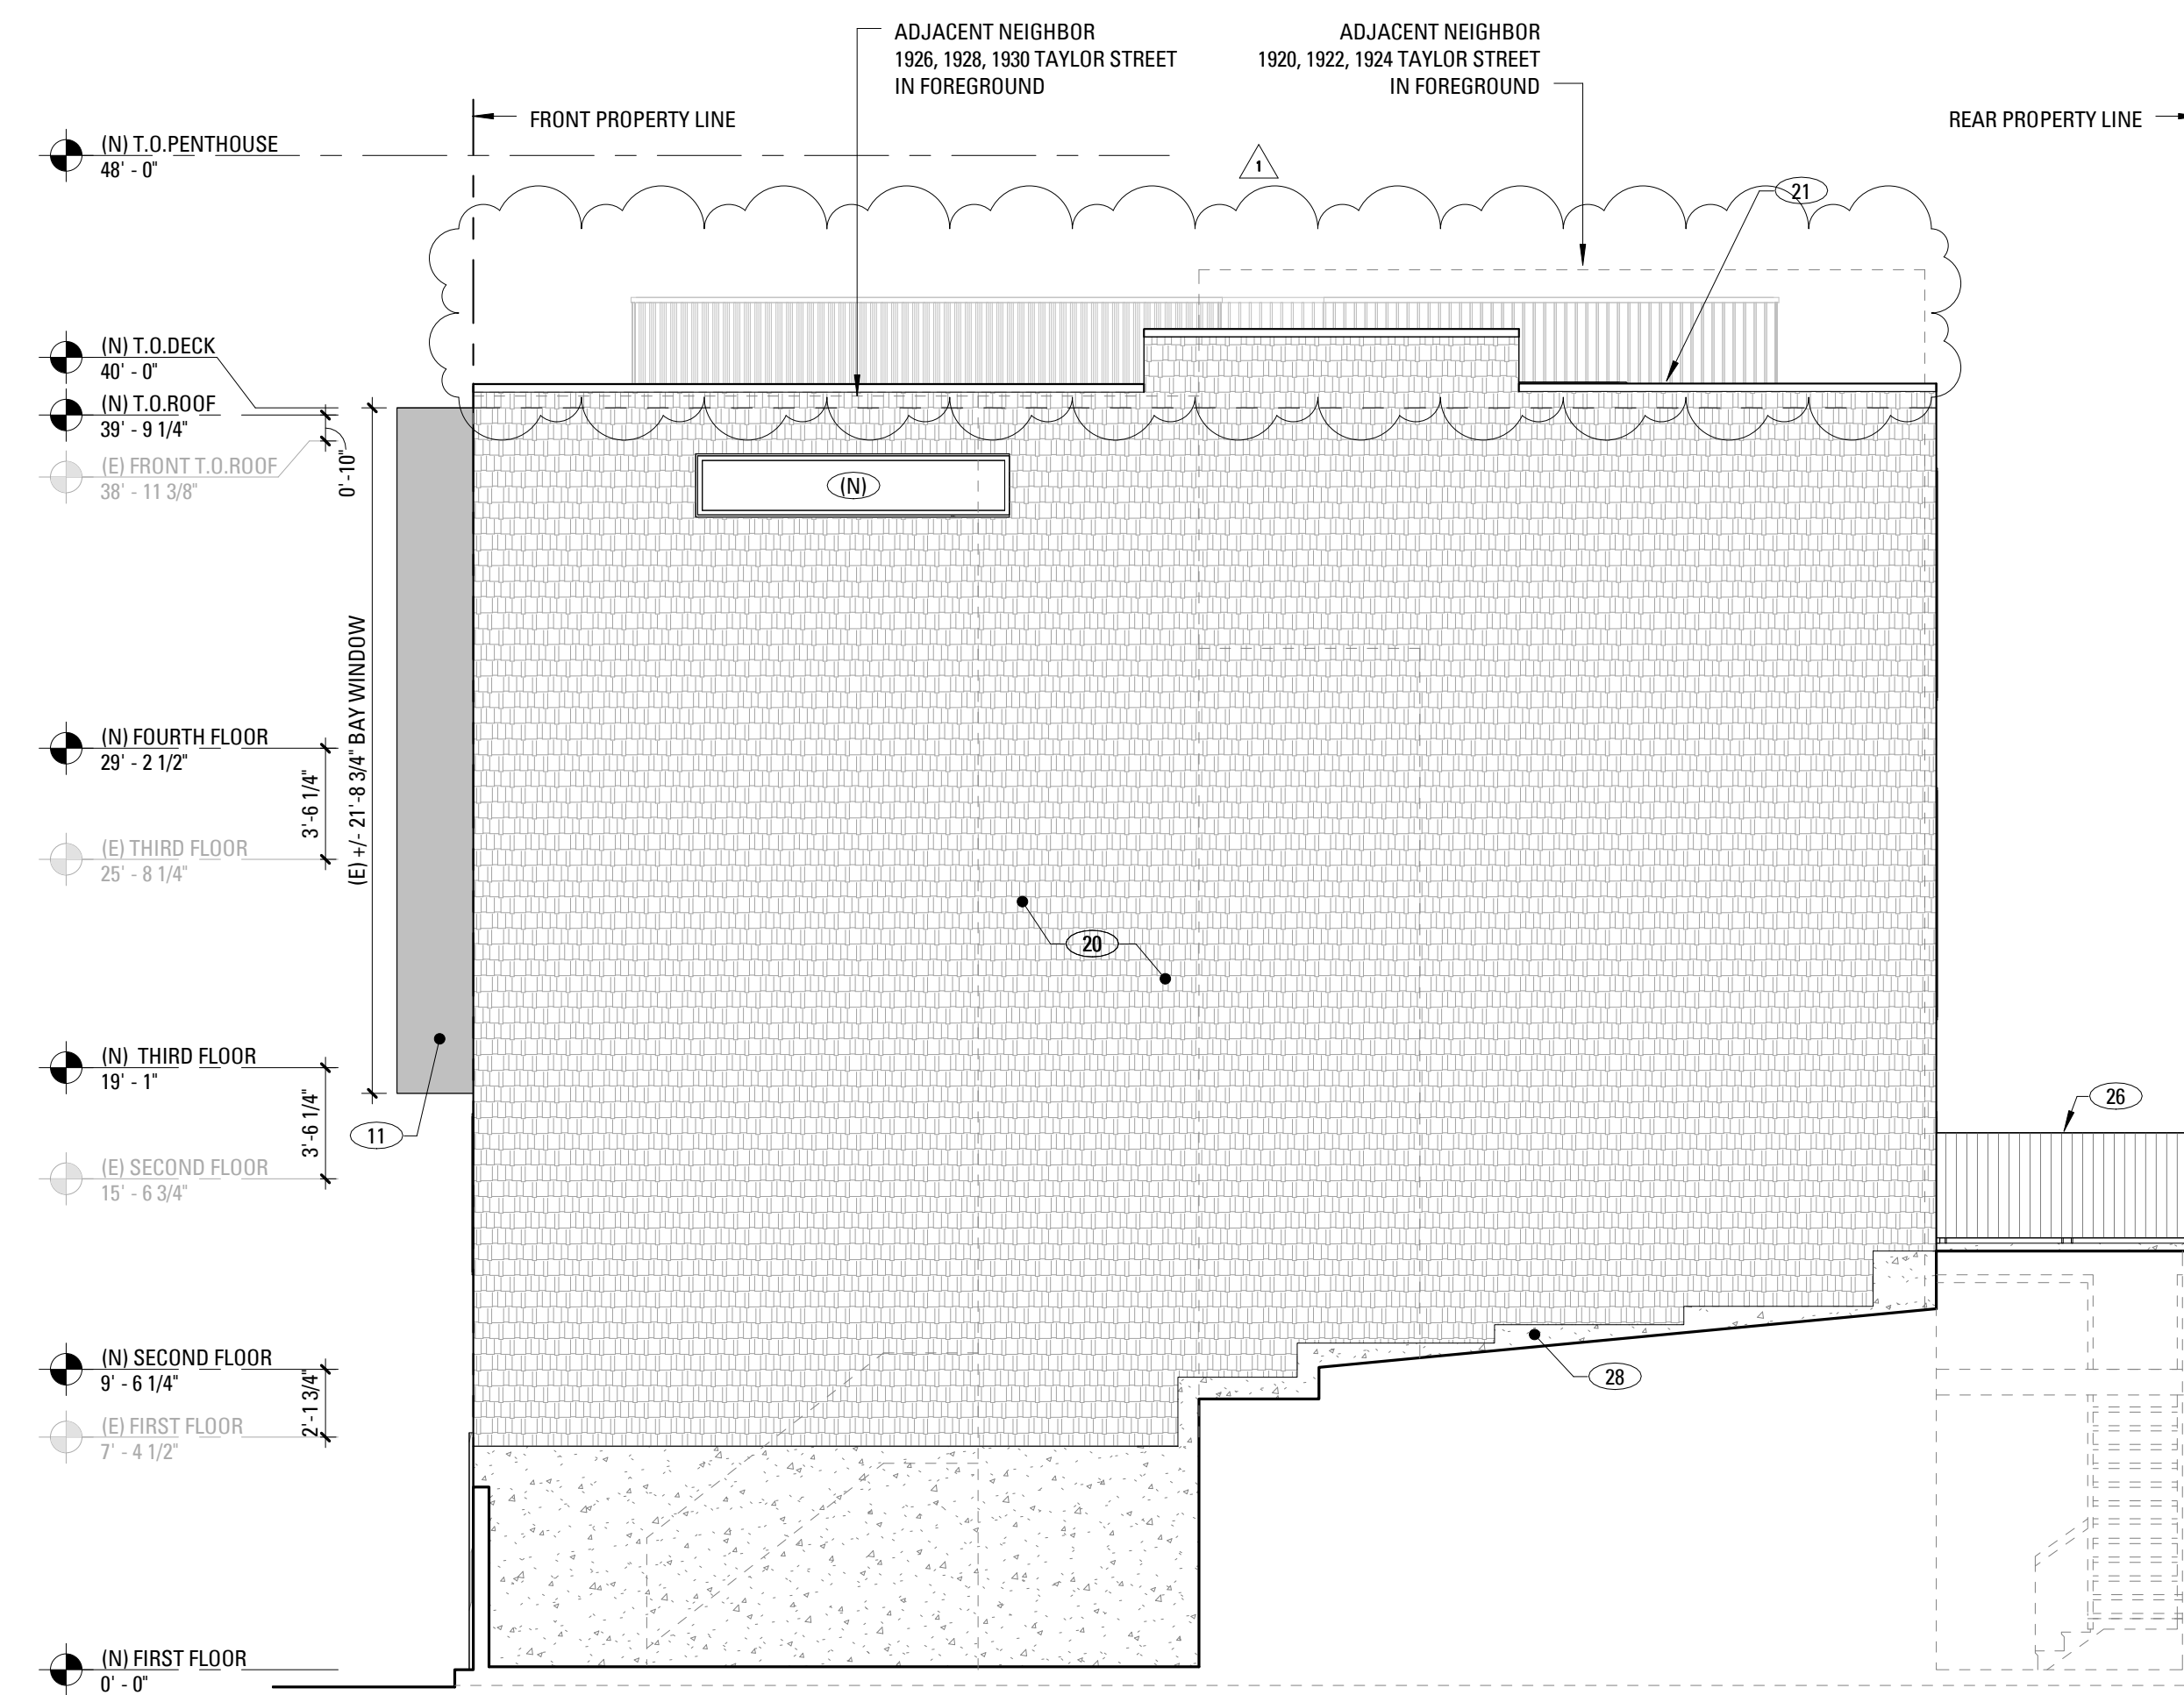 ADJACENT NEIGHBOR
1926, 1928, 1930 TAYLOR STREET
IN FOREGROUND
ADJACENT NEIGHBOR
1920, 1922, 1924 TAYLOR STREET
IN FOREGROUND
FRONT PROPERTY LINE
REAR PROPERTY LINE
(N) T.O.PENTHOUSE
48' - 0"
1
21
(N) T.O.DECK
40' - 0"
(N) T.O.ROOF
39' - 9 1/4"
(E) FRONT T.O.ROOF
38' - 11 3/8"
0'-10"
(N)
(E) +/- 21'-8 3/4" BAY WINDOW
(N) FOURTH FLOOR
29' - 2 1/2"
3'-6 1/4"
(E) THIRD FLOOR
25' - 8 1/4"
20
(N) THIRD FLOOR
19' - 1"
3'-6 1/4"
11
26
(E) SECOND FLOOR
15' - 6 3/4"
(N) SECOND FLOOR
9' - 6 1/4"
2'-1 3/4"
28
(E) FIRST FLOOR
7' - 4 1/2"
(N) FIRST FLOOR
0' - 0"